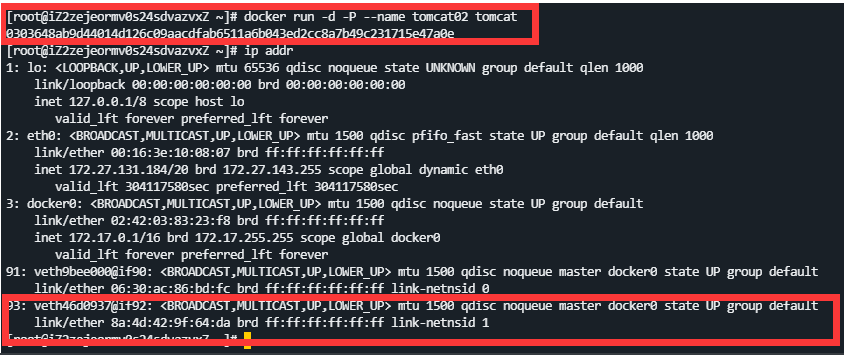 [root@iZ2zejeormv0s24sdvazvxZ ~]# docker run -d -P --name tomcat02 tomcat
0303648ab9d44014d126c09aacdfab6511a6b043ed2cc8a7b49c231715e47a0e
[root@iZ2zejeormv0s24sdvazvxZ ~]# ip addr
1: lo: <LOOPBACK,UP,LOWER_UP> mtu 65536 qdisc noqueue state UNKNOWN group default qlen 1000
    link/loopback 00:00:00:00:00:00 brd 00:00:00:00:00:00
    inet 127.0.0.1/8 scope host lo
       valid_lft forever preferred_lft forever
2: eth0: <BROADCAST,MULTICAST,UP,LOWER_UP> mtu 1500 qdisc pfifo_fast state UP group default qlen 1000
    link/ether 00:16:3e:10:08:07 brd ff:ff:ff:ff:ff:ff
    inet 172.27.131.184/20 brd 172.27.143.255 scope global dynamic eth0
       valid_lft 304117580sec preferred_lft 304117580sec
3: docker0: <BROADCAST,MULTICAST,UP,LOWER_UP> mtu 1500 qdisc noqueue state UP group default
    link/ether 02:42:03:83:23:f8 brd ff:ff:ff:ff:ff:ff
    inet 172.17.0.1/16 brd 172.17.255.255 scope global docker0
       valid_lft forever preferred_lft forever
91: veth9bee000@if90: <BROADCAST,MULTICAST,UP,LOWER_UP> mtu 1500 qdisc noqueue master docker0 state UP group default
    link/ether 06:30:ac:86:bd:fc brd ff:ff:ff:ff:ff:ff link-netnsid 0
93: veth46d0937@if92: <BROADCAST,MULTICAST,UP,LOWER_UP> mtu 1500 qdisc noqueue master docker0 state UP group default
    link/ether 8a:4d:42:9f:64:da brd ff:ff:ff:ff:ff:ff link-netnsid 1
[root@iZ2zejeormv0s24sdvazvxZ ~]#